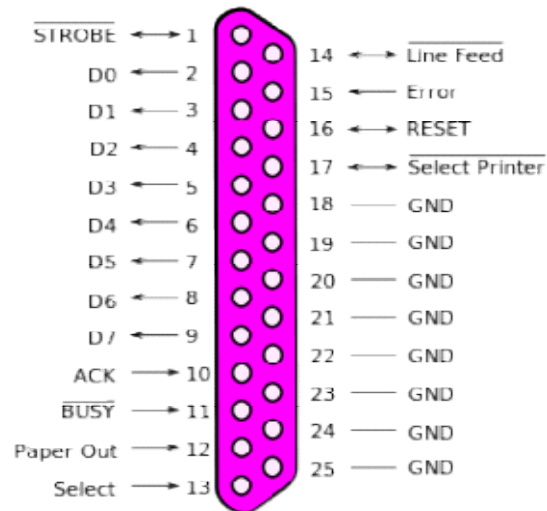 STROBE 1
D0 2
D1 3
D2 4
D3 5
D4 6
D5 7
D6 8
D7 9
ACK 10
BUSY 11
Paper Out 12
Select 13
14 Line Feed
15 Error
16 RESET
17 Select Printer
18 GND
19 GND
20 GND
21 GND
22 GND
23 GND
24 GND
25 GND